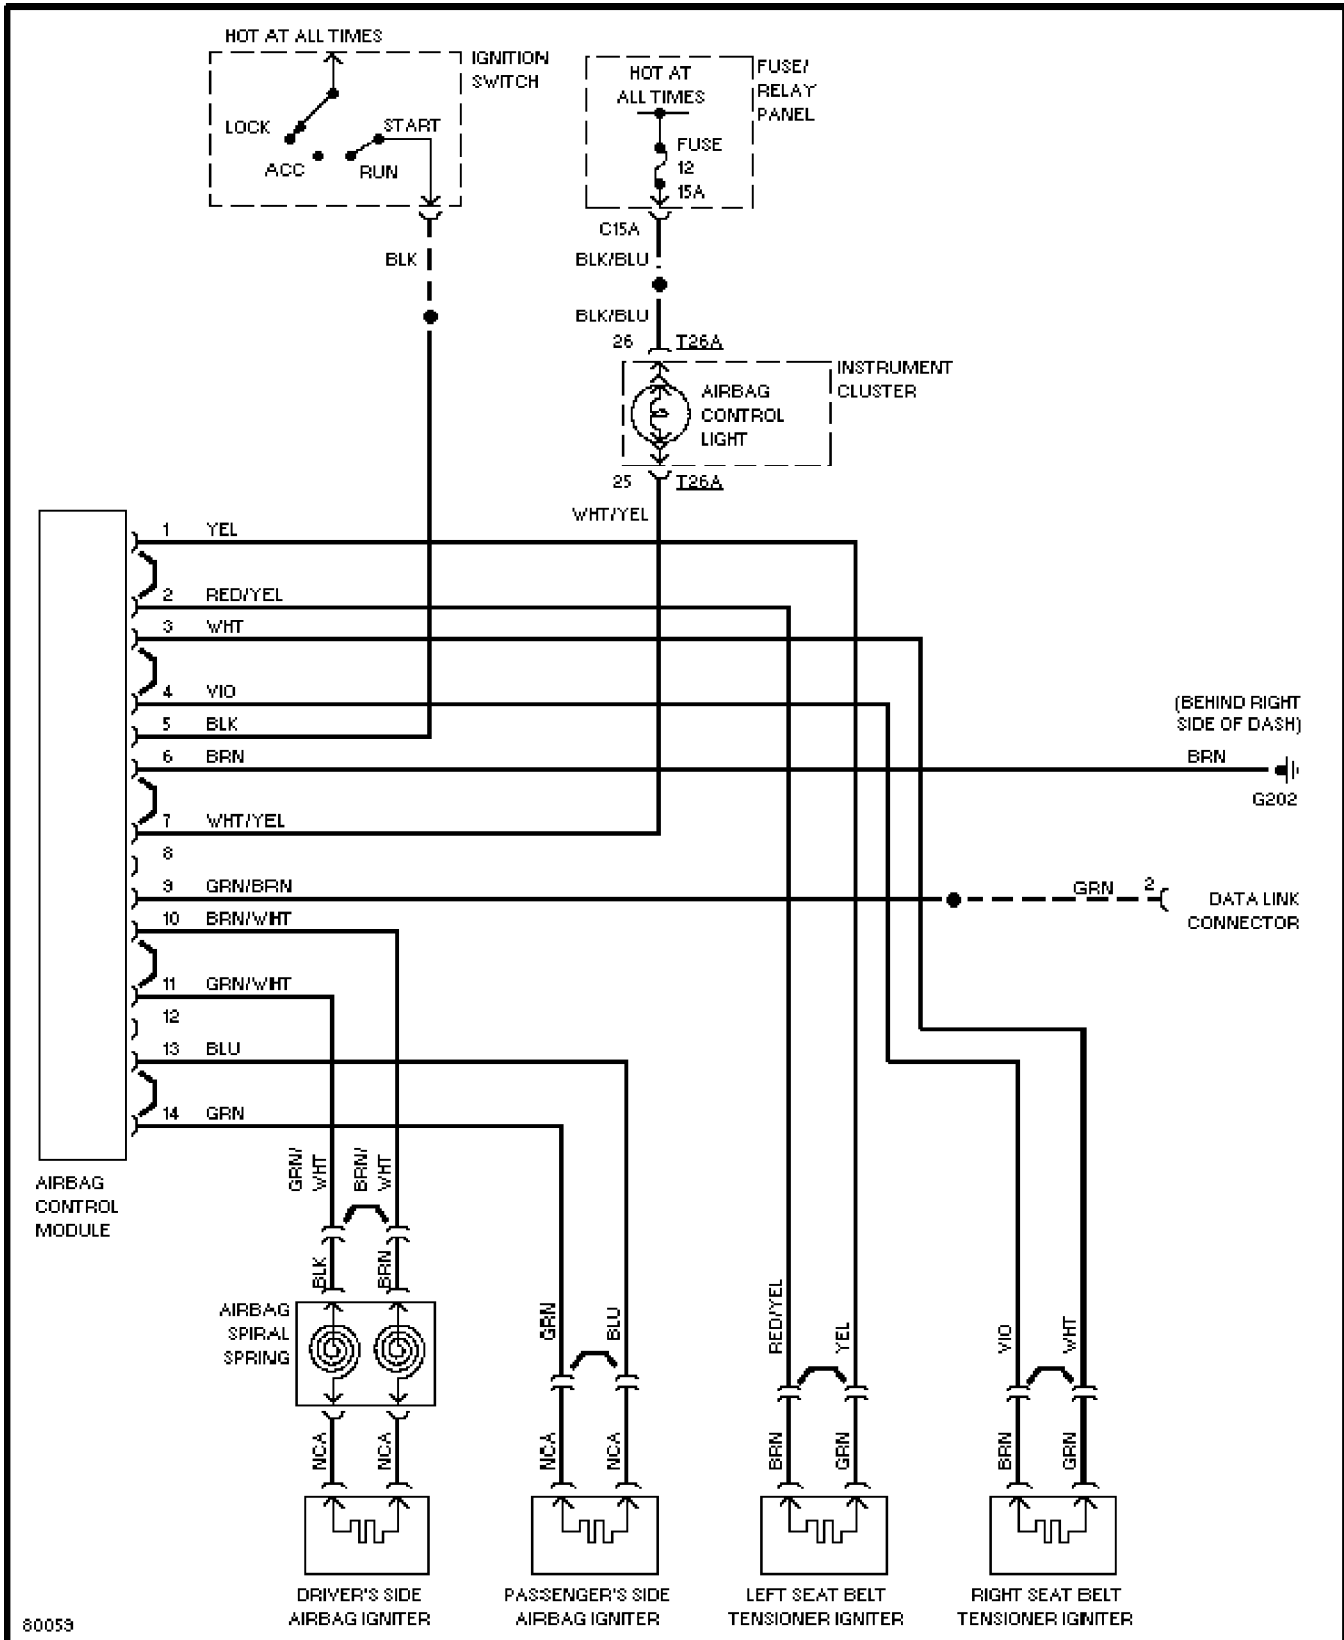 HOT AT ALL TIMES
IGNITION
SWITCH
LOCK
START
ACC
RUN
HOT AT
ALL TIMES
FUSE
12
15A
FUSE/
RELAY
PANEL
C15A
BLK
BLK/BLU
BLK/BLU
26 T26A
INSTRUMENT
CLUSTER
AIRBAG
CONTROL
LIGHT
25 T26A
WHT/YEL
1 YEL
2 RED/YEL
3 WHT
4 VIO
5 BLK
6 BRN
7 WHT/YEL
8
9 GRN/BRN
10 BRN/WHT
11 GRN/WHT
12
13 BLU
14 GRN
(BEHIND RIGHT
SIDE OF DASH)
BRN
G202
GRN 2
DATA LINK
CONNECTOR
AIRBAG
CONTROL
MODULE
GRN/
WHT
BRN/
WHT
BLK
BRN
AIRBAG
SPIRAL
SPRING
GRN
BLU
RED/YEL
YEL
VIO
WHT
NCA
NCA
NCA
NCA
BRN
GRN
BRN
GRN
DRIVER'S SIDE
AIRBAG IGNITER
PASSENGER'S SIDE
AIRBAG IGNITER
LEFT SEAT BELT
TENSIONER IGNITER
RIGHT SEAT BELT
TENSIONER IGNITER
80059